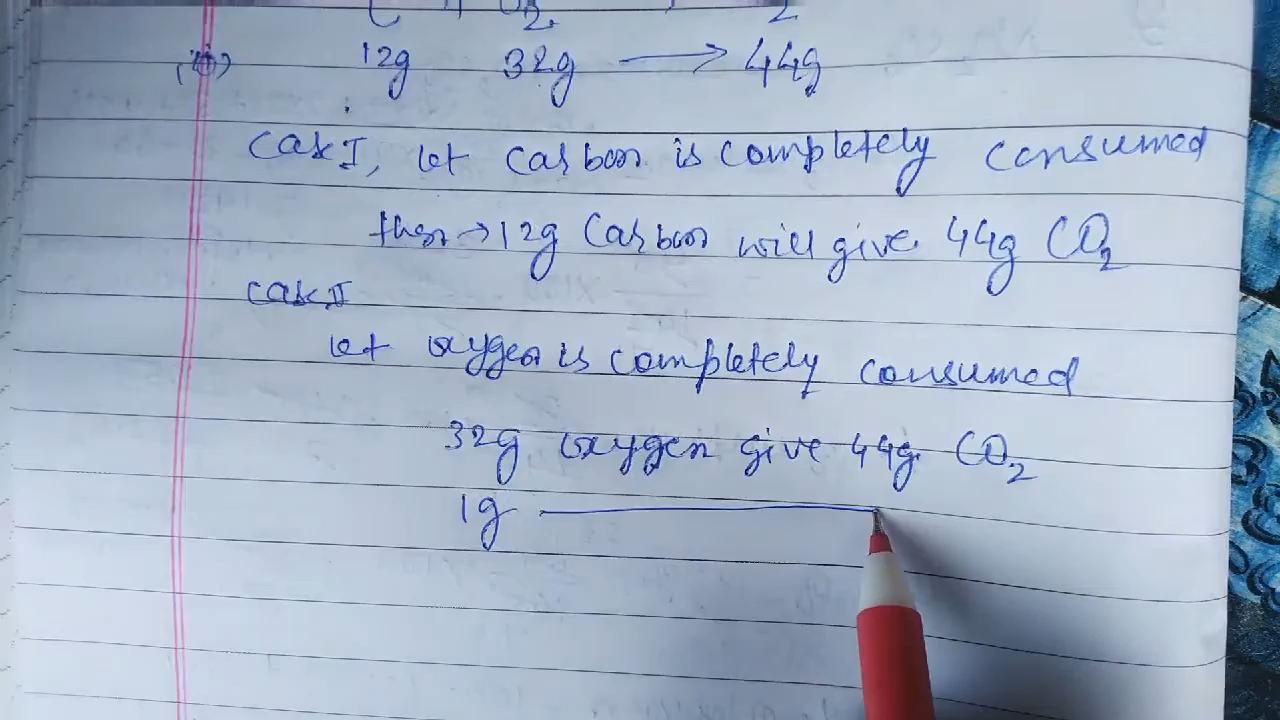 O2
12g 32g → 44g
Case I, let carbon is completely consumed
then → 12g Carbon will give 44g CO2
Case II
let oxygen is completely consumed
32g oxygen give 44g CO2
1g